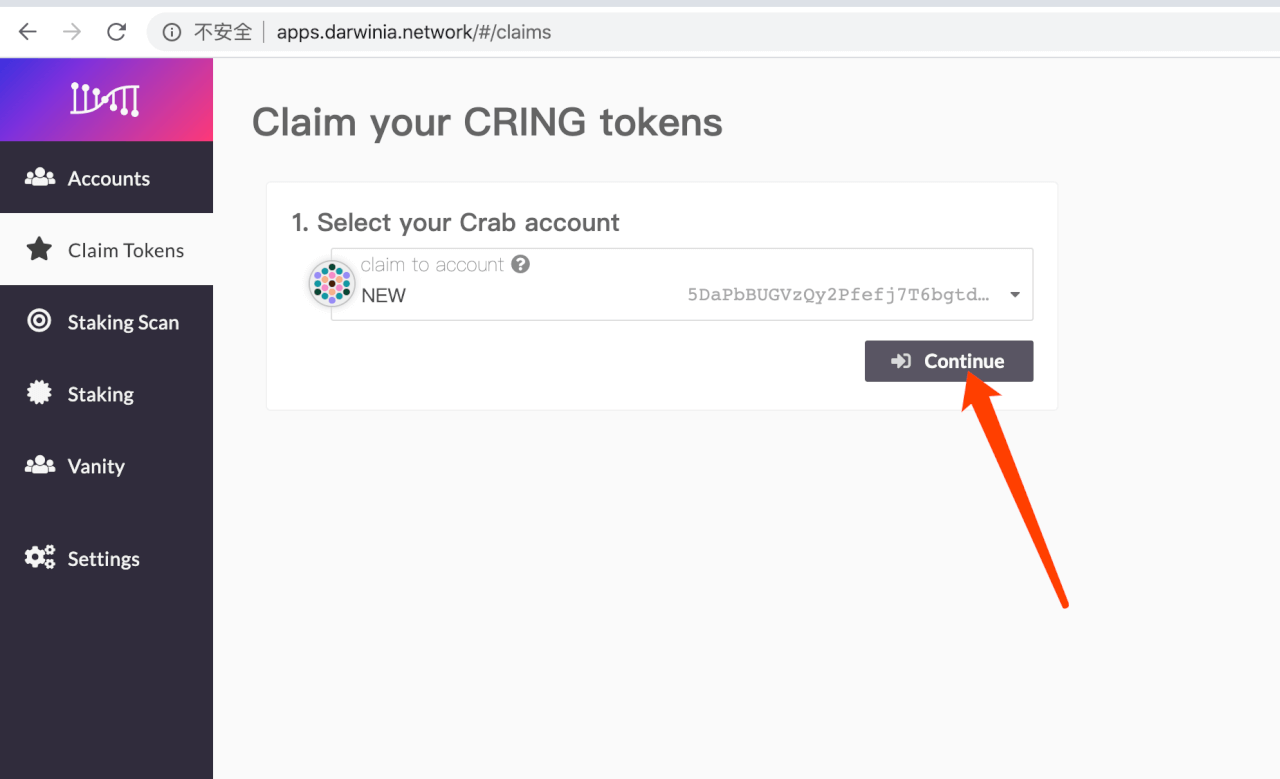 不安全 apps.darwinia.network/#/claims
Accounts
Claim Tokens
Staking Scan
Staking
Vanity
Settings
Claim your CRING tokens
1. Select your Crab account
claim to account ?
NEW 5DaPbBUGVzQy2Pfefj7T6bgtd…
Continue